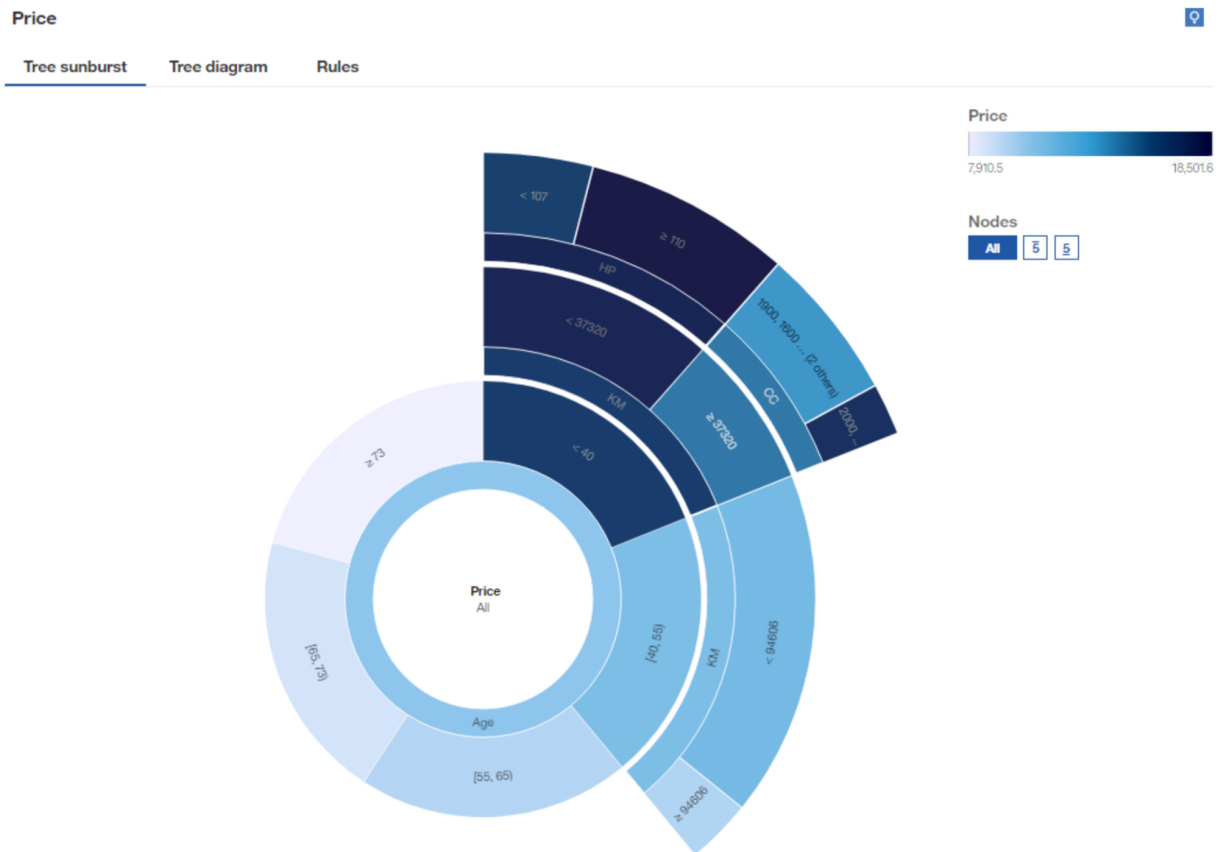 Price
Tree sunburst Tree diagram Rules
Price
7,910.5 18,501.6
Nodes
All 5 5
< 107
≥ 110
HP
< 37320
1900, 1600 ... (2 others)
CC
2000, ...
KM
≥ 37320
< 40
≥ 73
Price
All
[40, 55)
KM
< 94606
[65, 73)
Age
[55, 65)
≥ 94606